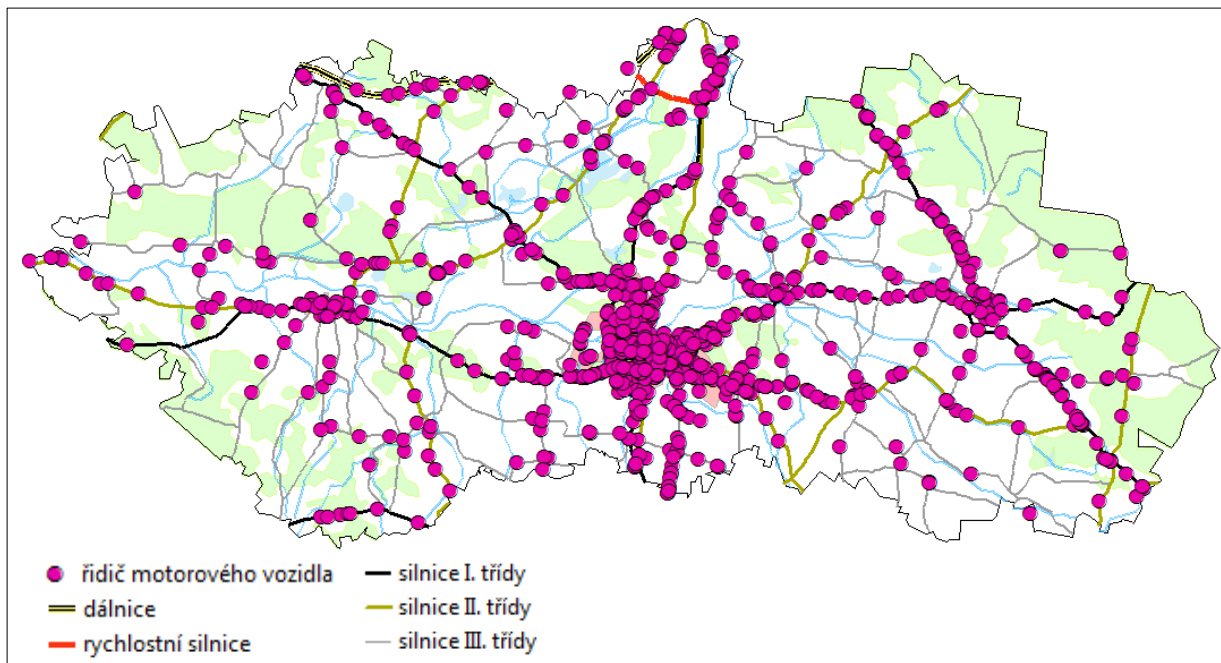 řidič motorového vozidla
dálnice
rychlostní silnice
silnice I. třídy
silnice II. třídy
silnice III. třídy